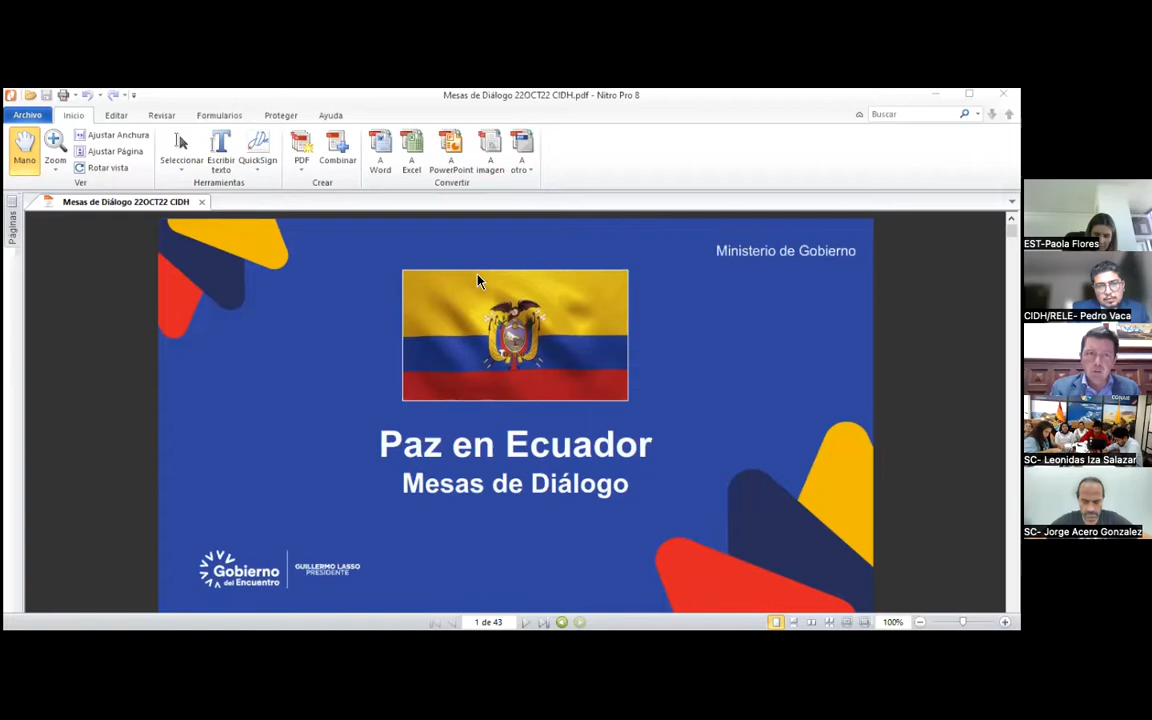 Mesas de Diálogo 22OCT22 CIDH.pdf - Nitro Pro 8
Archivo
Inicio
Editar
Revisar
Formularios
Proteger
Ayuda
Buscar
Mano
Zoom
Ajustar Anchura
Ajustar Página
Rotar vista
Ver
Seleccionar
Escribir texto
QuickSign
Herramientas
PDF
Combinar
Crear
A Word
A Excel
A PowerPoint
A imagen
A otro
Convertir
Páginas
Mesas de Diálogo 22OCT22 CIDH
Ministerio de Gobierno
Paz en Ecuador
Mesas de Diálogo
Gobierno
del Encuentro
GUILLERMO LASSO
PRESIDENTE
1 de 43
100%
EST-Paola Flores
CIDH/RELE- Pedro Vaca
CONAIE
SC- Leonidas Iza Salazar
SC- Jorge Acero Gonzalez